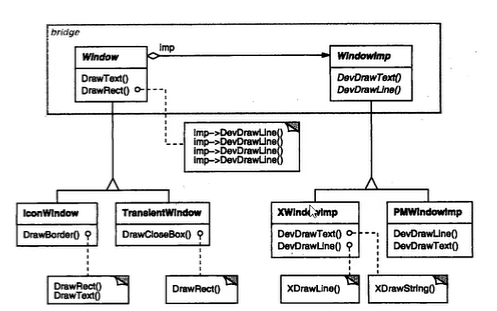 bridge
Window
imp
WindowImp
DrawText()
DrawRect()
DevDrawText()
DevDrawLine()
imp-->DevDrawLine()
imp-->DevDrawLine()
imp-->DevDrawLine()
imp-->DevDrawLine()
IconWindow
TransientWindow
XWindowImp
PMWindowImp
DrawBorder()
DrawCloseBox()
DevDrawText()
DevDrawLine()
DevDrawLine()
DevDrawText()
DrawRect()
DrawText()
DrawRect()
XDrawLine()
XDrawString()